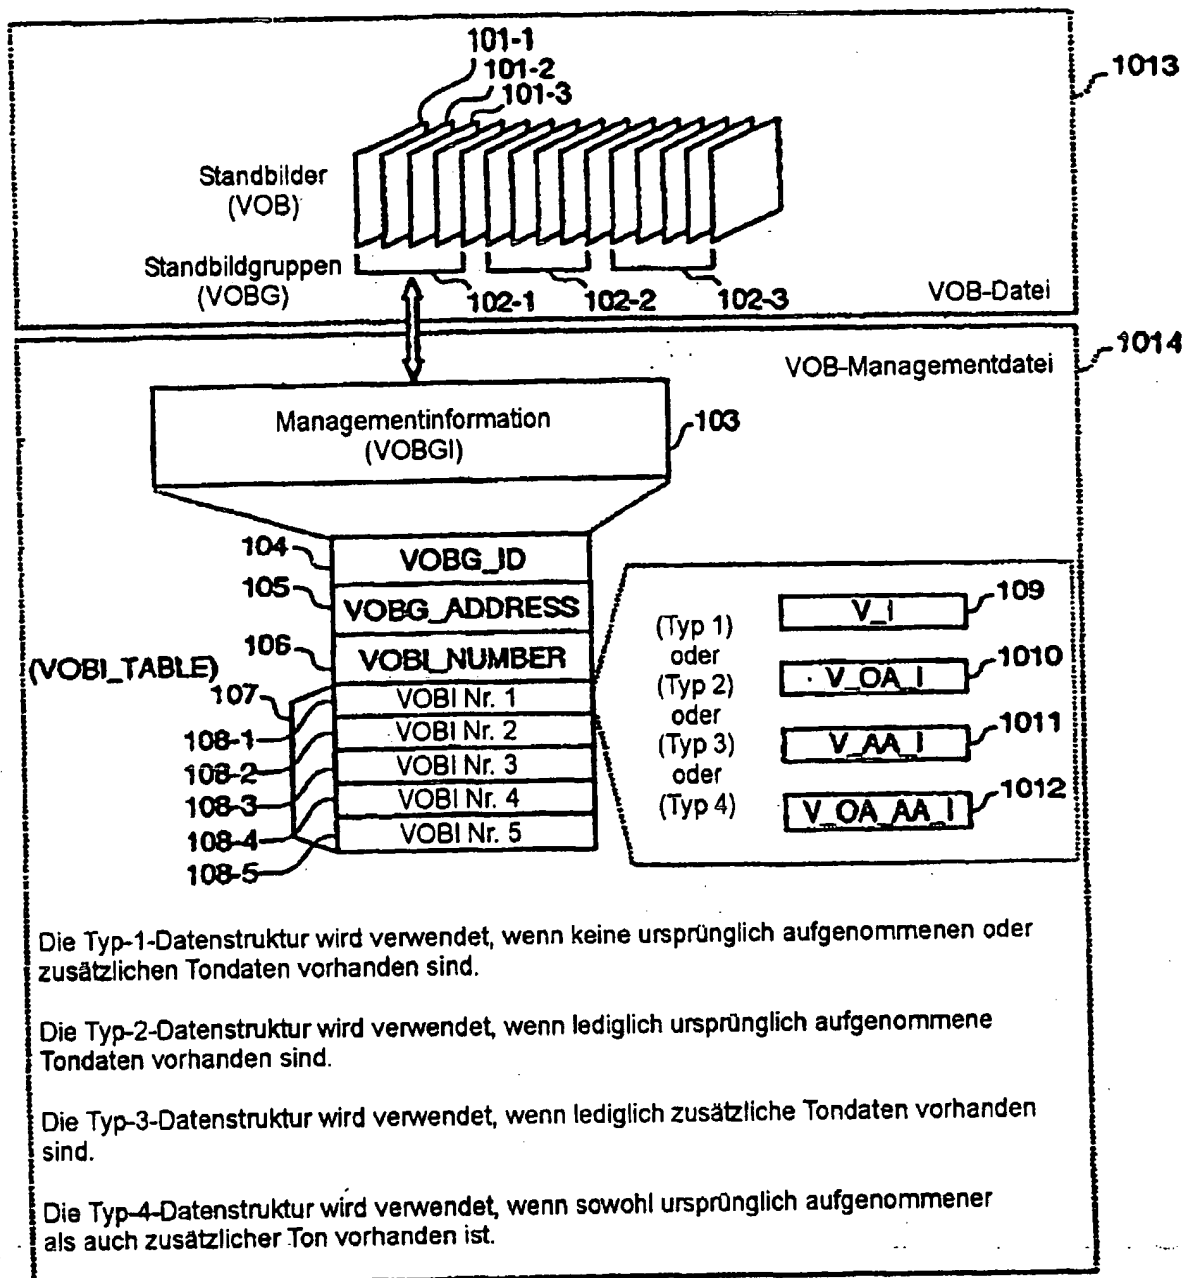 101-1
101-2
101-3
1013
Standbilder
(VOB)
Standbildgruppen
(VOBG)
102-1
102-2
102-3
VOB-Datei
1014
VOB-Managementdatei
Managementinformation
(VOBGI)
103
104
VOBG_ID
105
VOBG_ADDRESS
106
VOBI_NUMBER
(VOBI_TABLE)
107
VOBI Nr. 1
108-1
VOBI Nr. 2
108-2
VOBI Nr. 3
108-3
VOBI Nr. 4
108-4
VOBI Nr. 5
108-5
(Typ 1)
oder
(Typ 2)
oder
(Typ 3)
oder
(Typ 4)
V_I
109
V_OA_I
1010
V_AA_I
1011
V_OA_AA_I
1012
Die Typ-1-Datenstruktur wird verwendet, wenn keine ursprünglich aufgenommenen oder
zusätzlichen Tondaten vorhanden sind.
Die Typ-2-Datenstruktur wird verwendet, wenn lediglich ursprünglich aufgenommene
Tondaten vorhanden sind.
Die Typ-3-Datenstruktur wird verwendet, wenn lediglich zusätzliche Tondaten vorhanden
sind.
Die Typ-4-Datenstruktur wird verwendet, wenn sowohl ursprünglich aufgenommener
als auch zusätzlicher Ton vorhanden ist.